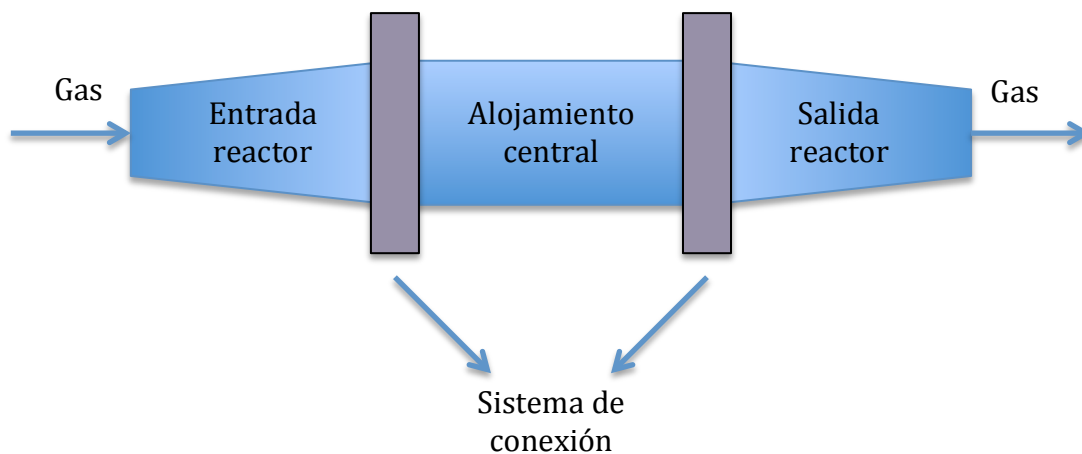 Gas
Entrada
reactor
Alojamiento
central
Salida
reactor
Gas
Sistema de
conexión